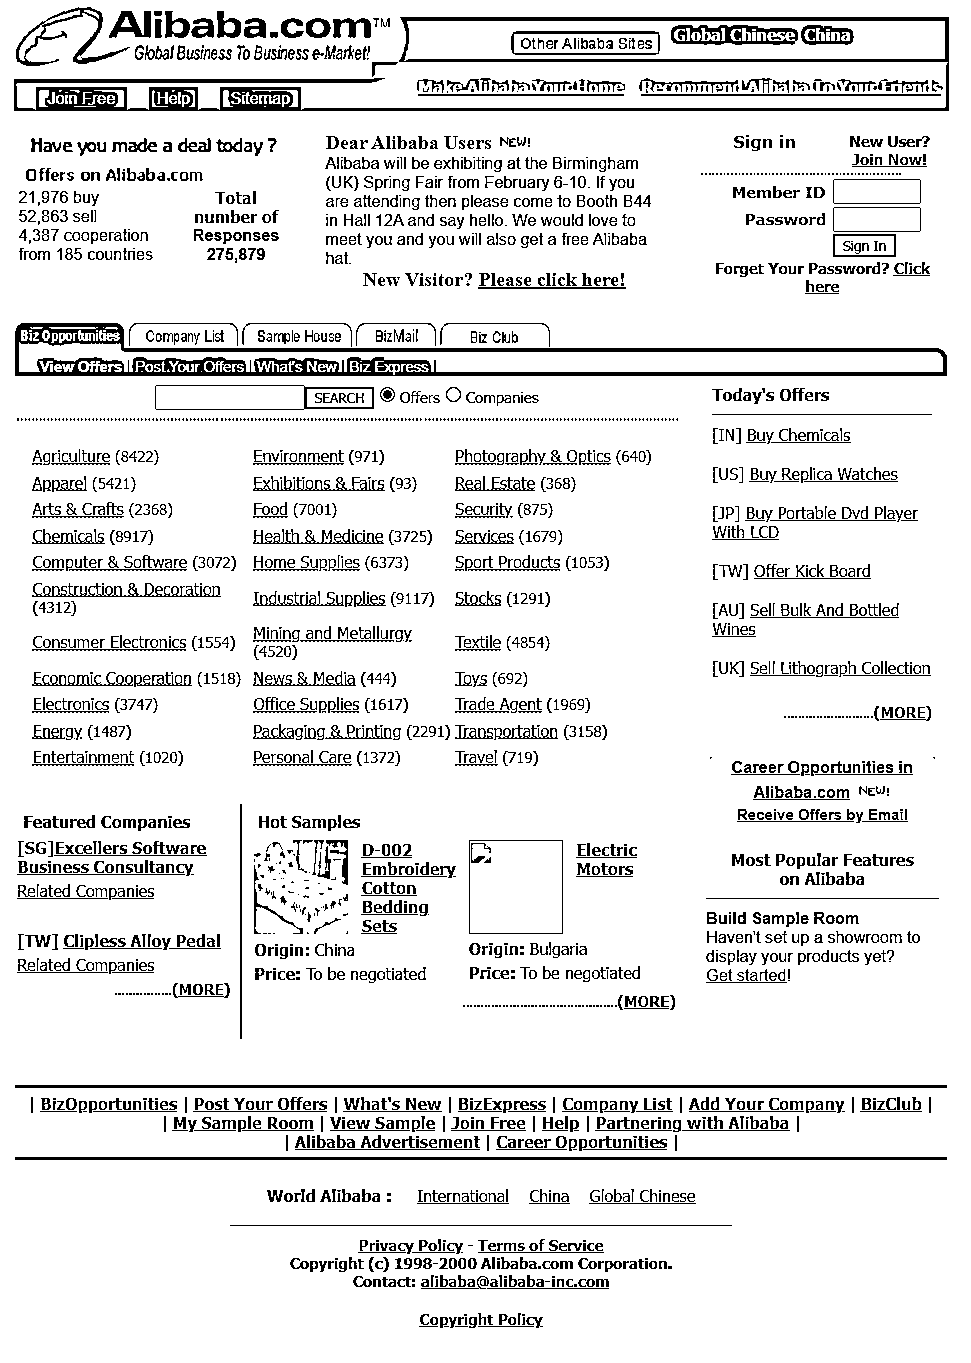 Alibaba.com™
Global Business To Business e-Market!
Other Alibaba Sites
Global Chinese China
Make Alibaba Your Home Recommend Alibaba To Your Friends
Join Free Help Sitemap
Have you made a deal today ?
Offers on Alibaba.com
21,976 buy
52,863 sell
4,387 cooperation
from 185 countries
Total
number of
Responses
275,879
Dear Alibaba Users NEW!
Alibaba will be exhibiting at the Birmingham
(UK) Spring Fair from February 6-10. If you
are attending then please come to Booth B44
in Hall 12A and say hello. We would love to
meet you and you will also get a free Alibaba
hat.
New Visitor? Please click here!
Sign in
New User?
Join Now!
Member ID
Password
Sign In
Forget Your Password? Click
here
Biz Opportunities Company List Sample House BizMail Biz Club
View Offers | Post Your Offers | What's New | Biz Express |
SEARCH Offers Companies
Agriculture (8422) Environment (971) Photography & Optics (640)
Apparel (5421) Exhibitions & Fairs (93) Real Estate (368)
Arts & Crafts (2368) Food (7001) Security (875)
Chemicals (8917) Health & Medicine (3725) Services (1679)
Computer & Software (3072) Home Supplies (6373) Sport Products (1053)
Construction & Decoration
(4312)
Industrial Supplies (9117) Stocks (1291)
Consumer Electronics (1554)
Mining and Metallurgy
(4520)
Textile (4854)
Economic Cooperation (1518) News & Media (444) Toys (692)
Electronics (3747) Office Supplies (1617) Trade Agent (1969)
Energy (1487) Packaging & Printing (2291) Transportation (3158)
Entertainment (1020) Personal Care (1372) Travel (719)
Today's Offers
[IN] Buy Chemicals
[US] Buy Replica Watches
[JP] Buy Portable Dvd Player
With LCD
[TW] Offer Kick Board
[AU] Sell Bulk And Bottled
Wines
[UK] Sell Lithograph Collection
.........................(MORE)
Career Opportunities in
Alibaba.com NEW!
Receive Offers by Email
Most Popular Features
on Alibaba
Build Sample Room
Haven't set up a showroom to
display your products yet?
Get started!
Featured Companies
[SG]Excellers Software
Business Consultancy
Related Companies
[TW] Clipless Alloy Pedal
Related Companies
................(MORE)
Hot Samples
D-002
Embroidery
Cotton
Bedding
Sets
Origin: China
Price: To be negotiated
Electric
Motors
Origin: Bulgaria
Price: To be negotiated
...........................................(MORE)
| BizOpportunities | Post Your Offers | What's New | BizExpress | Company List | Add Your Company | BizClub |
| My Sample Room | View Sample | Join Free | Help | Partnering with Alibaba |
| Alibaba Advertisement | Career Opportunities |
World Alibaba : International China Global Chinese
Privacy Policy - Terms of Service
Copyright (c) 1998-2000 Alibaba.com Corporation.
Contact: alibaba@alibaba-inc.com
Copyright Policy